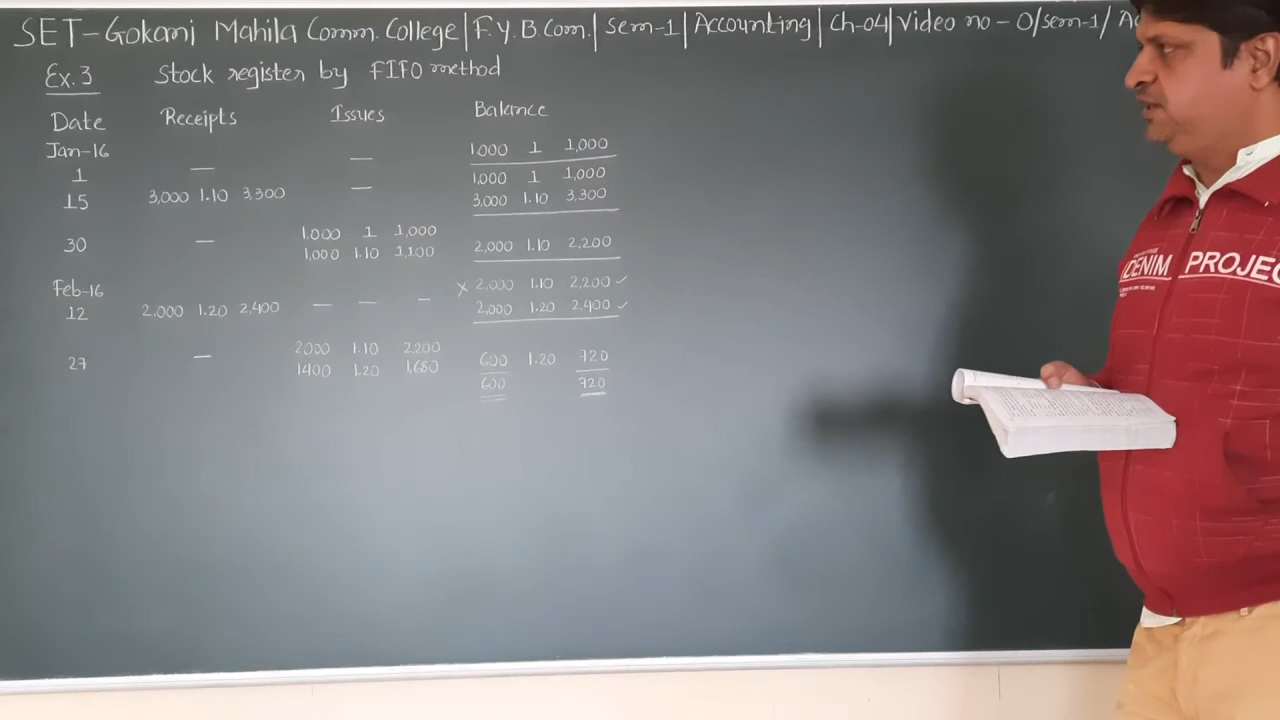 SET-Gokani Mahila Comm. College|F.Y.B.Com.|Sem-1|Accounting|Ch-04|Video no-0/sem-1/
Ex.3 Stock register by FIFO method
Date Receipts Issues Balance
Jan-16
1 — — 1,000 1 1,000
15 3,000 1.10 3,300 — 1,000 1 1,000
3,000 1.10 3,300
30 — 1,000 1 1,000
1,000 1.10 1,100 2,000 1.10 2,200
Feb-16 x 2,000 1.10 2,200 ✓
12 2,000 1.20 2,400 — — — 2,000 1.20 2,400 ✓
27 — 2000 1.10 2,200 600 1.20 720
1400 1.20 1,680 600 720
DENIM PROJEC